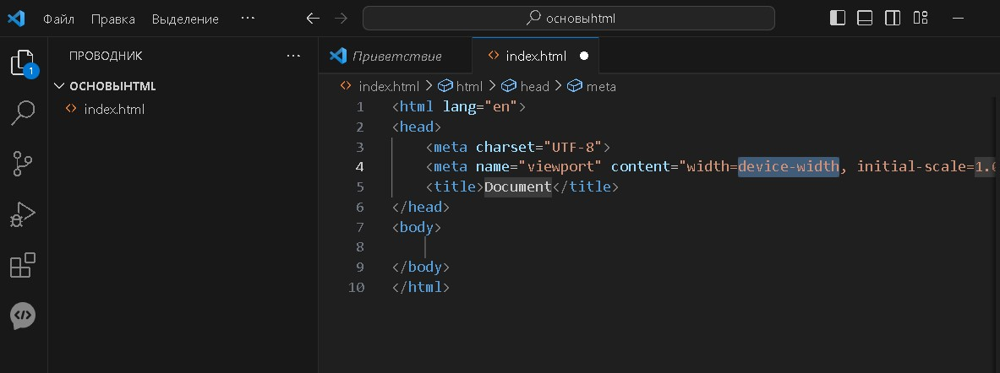 Файл Правка Выделение ··· основыhtml
ПРОВОДНИК ···
1
ОСНОВЫHTML
index.html
Приветствие index.html
index.html > html > head > meta
1 <html lang="en">
2 <head>
3 <meta charset="UTF-8">
4 <meta name="viewport" content="width=device-width, initial-scale=1.
5 <title>Document</title>
6 </head>
7 <body>
8
9 </body>
10 </html>